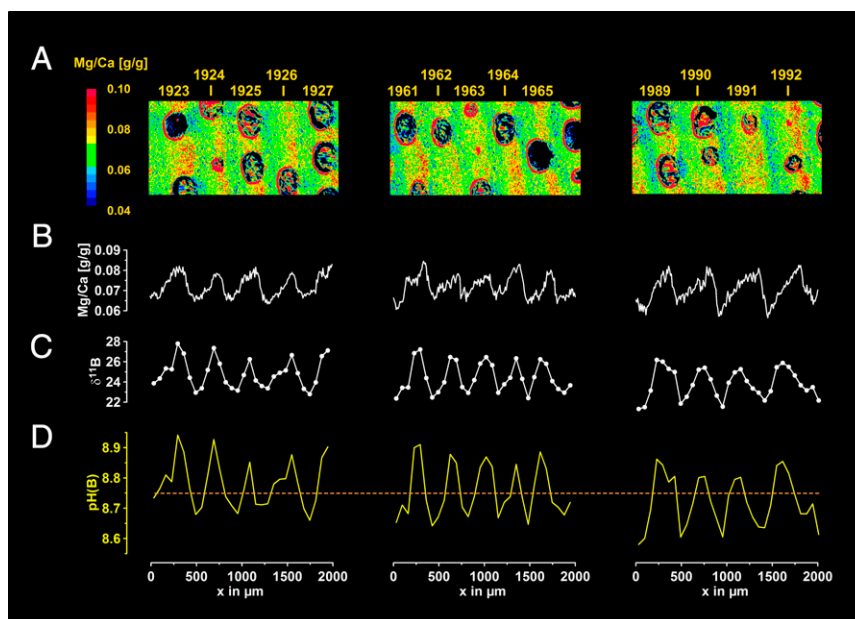 A
Mg/Ca [g/g]
1924 1926 1962 1964 1990 1992
1923 1925 1927 1961 1963 1965 1989 1991
0.10
0.08
0.06
0.04
B
Mg/Ca [g/g]
0.09
0.08
0.07
0.06
C
δ11B
28
26
24
22
D
pH(B)
8.9
8.8
8.7
8.6
0 500 1000 1500 2000 0 500 1000 1500 2000 0 500 1000 1500 2000
x in µm x in µm x in µm